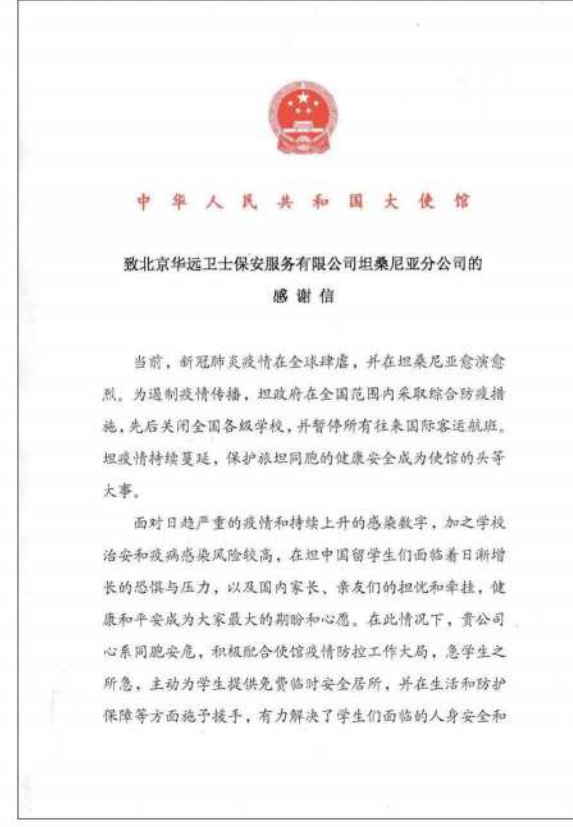 中华人民共和国大使馆
致北京华远卫士保安服务有限公司坦桑尼亚分公司的
感谢信
当前，新冠肺炎疫情在全球肆虐，并在坦桑尼亚愈演愈
烈。为遏制疫情传播，坦政府在全国范围内采取综合防疫措
施，先后关闭全国各级学校，并暂停所有往来国际客运航班。
坦疫情持续蔓延，保护旅坦同胞的健康安全成为使馆的头等
大事。
面对日趋严重的疫情和持续上升的感染数字，加之学校
治安和疫病感染风险较高，在坦中国留学生们面临着日渐增
长的恐惧与压力，以及国内家长、亲友们的担忧和牵挂，健
康和平安成为大家最大的期盼和心愿。在此情况下，贵公司
心系同胞安危，积极配合使馆疫情防控工作大局，急学生之
所急，主动为学生提供免费临时安全居所，并在生活和防护
保障等方面施予援手，有力解决了学生们面临的人身安全和